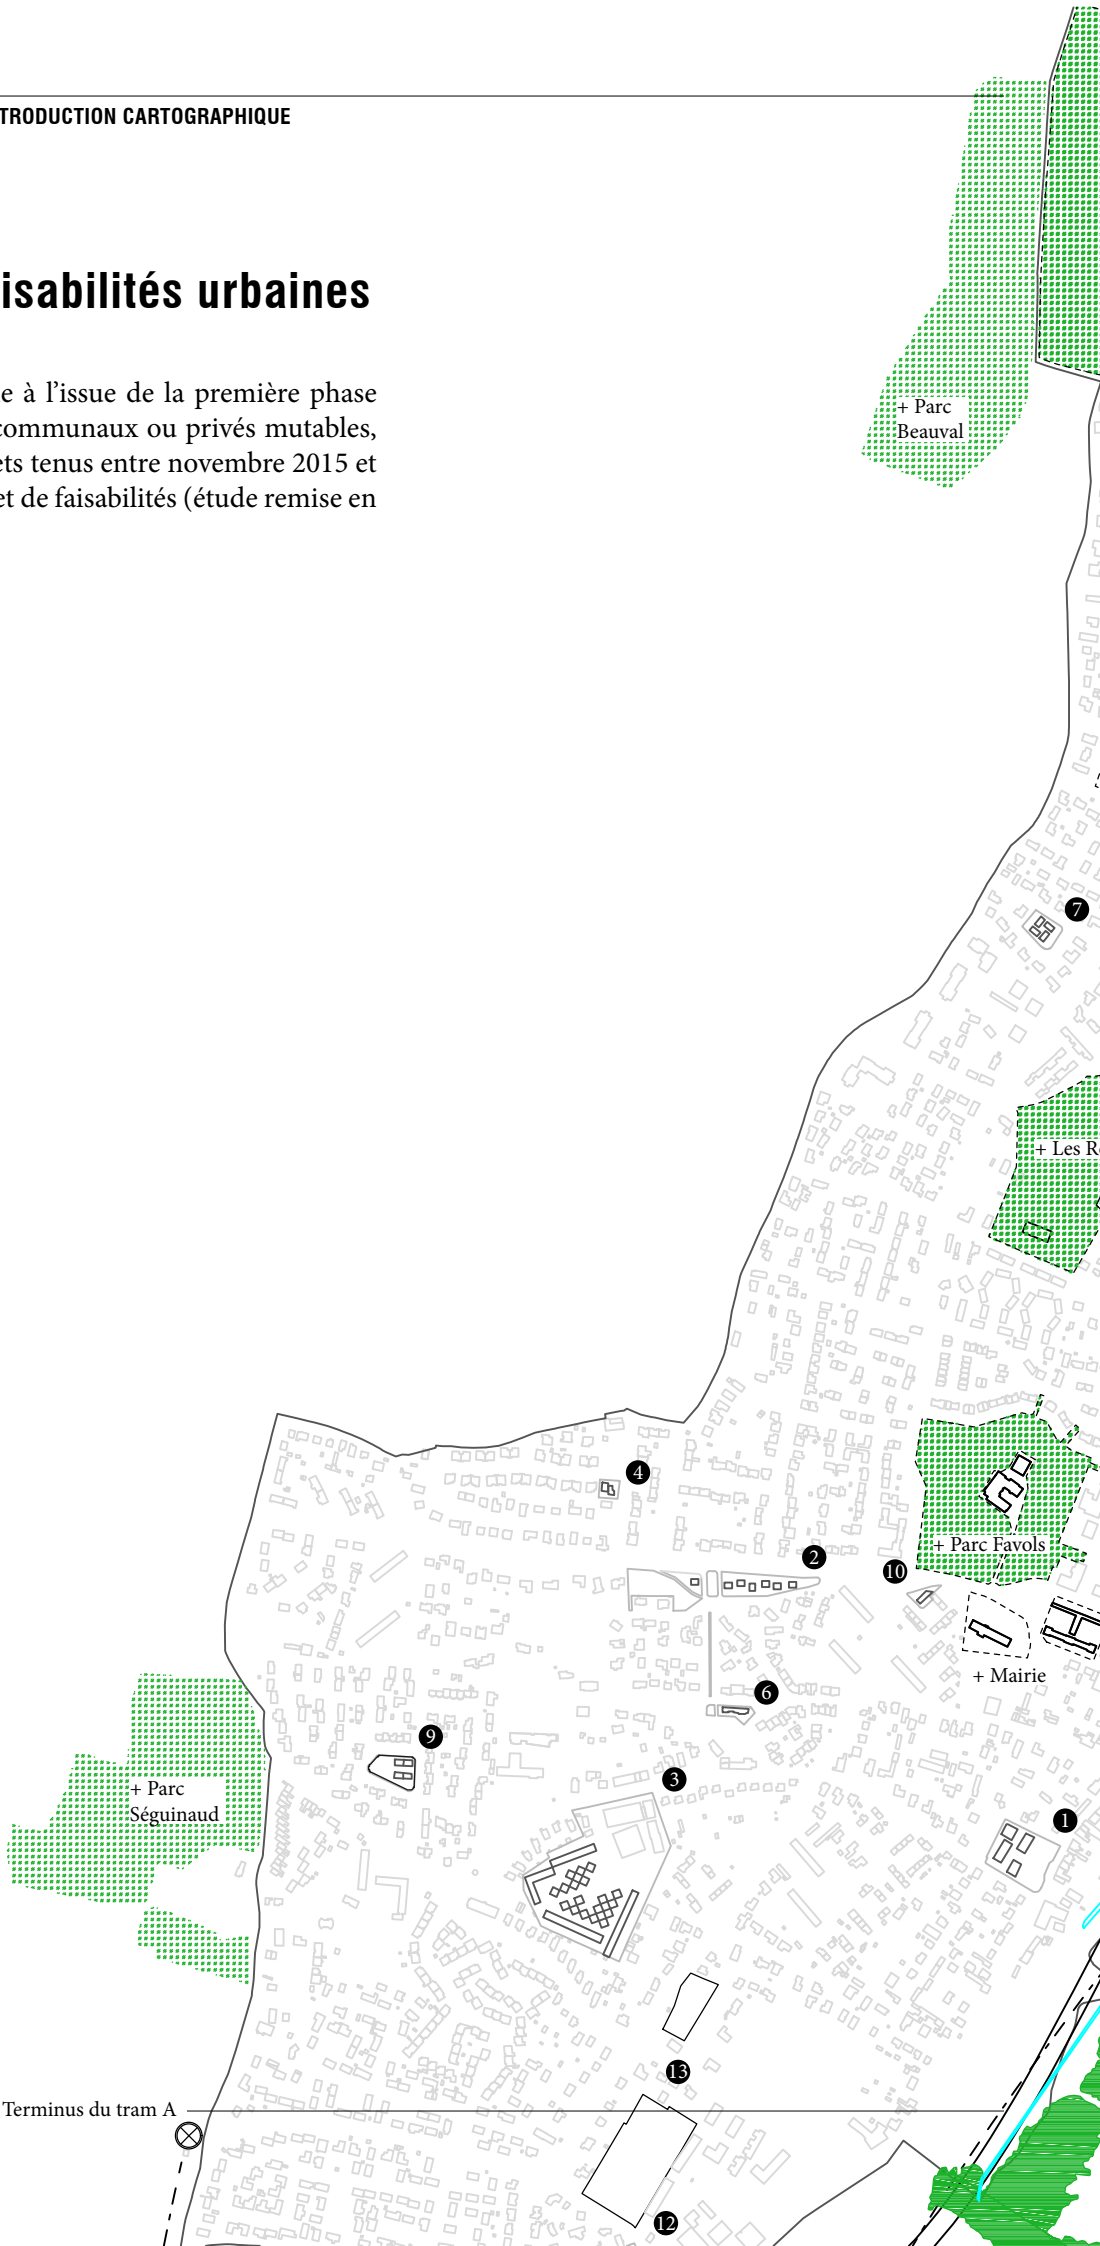 TRODUCTION CARTOGRAPHIQUE
isabilités urbaines
e à l’issue de la première phase
communaux ou privés mutables,
ets tenus entre novembre 2015 et
et de faisabilités (étude remise en
+ Parc
Beauval
7
+ Les R
4
2
10
+ Parc Favols
+ Mairie
6
9
3
+ Parc
Séguinaud
1
13
Terminus du tram A
12